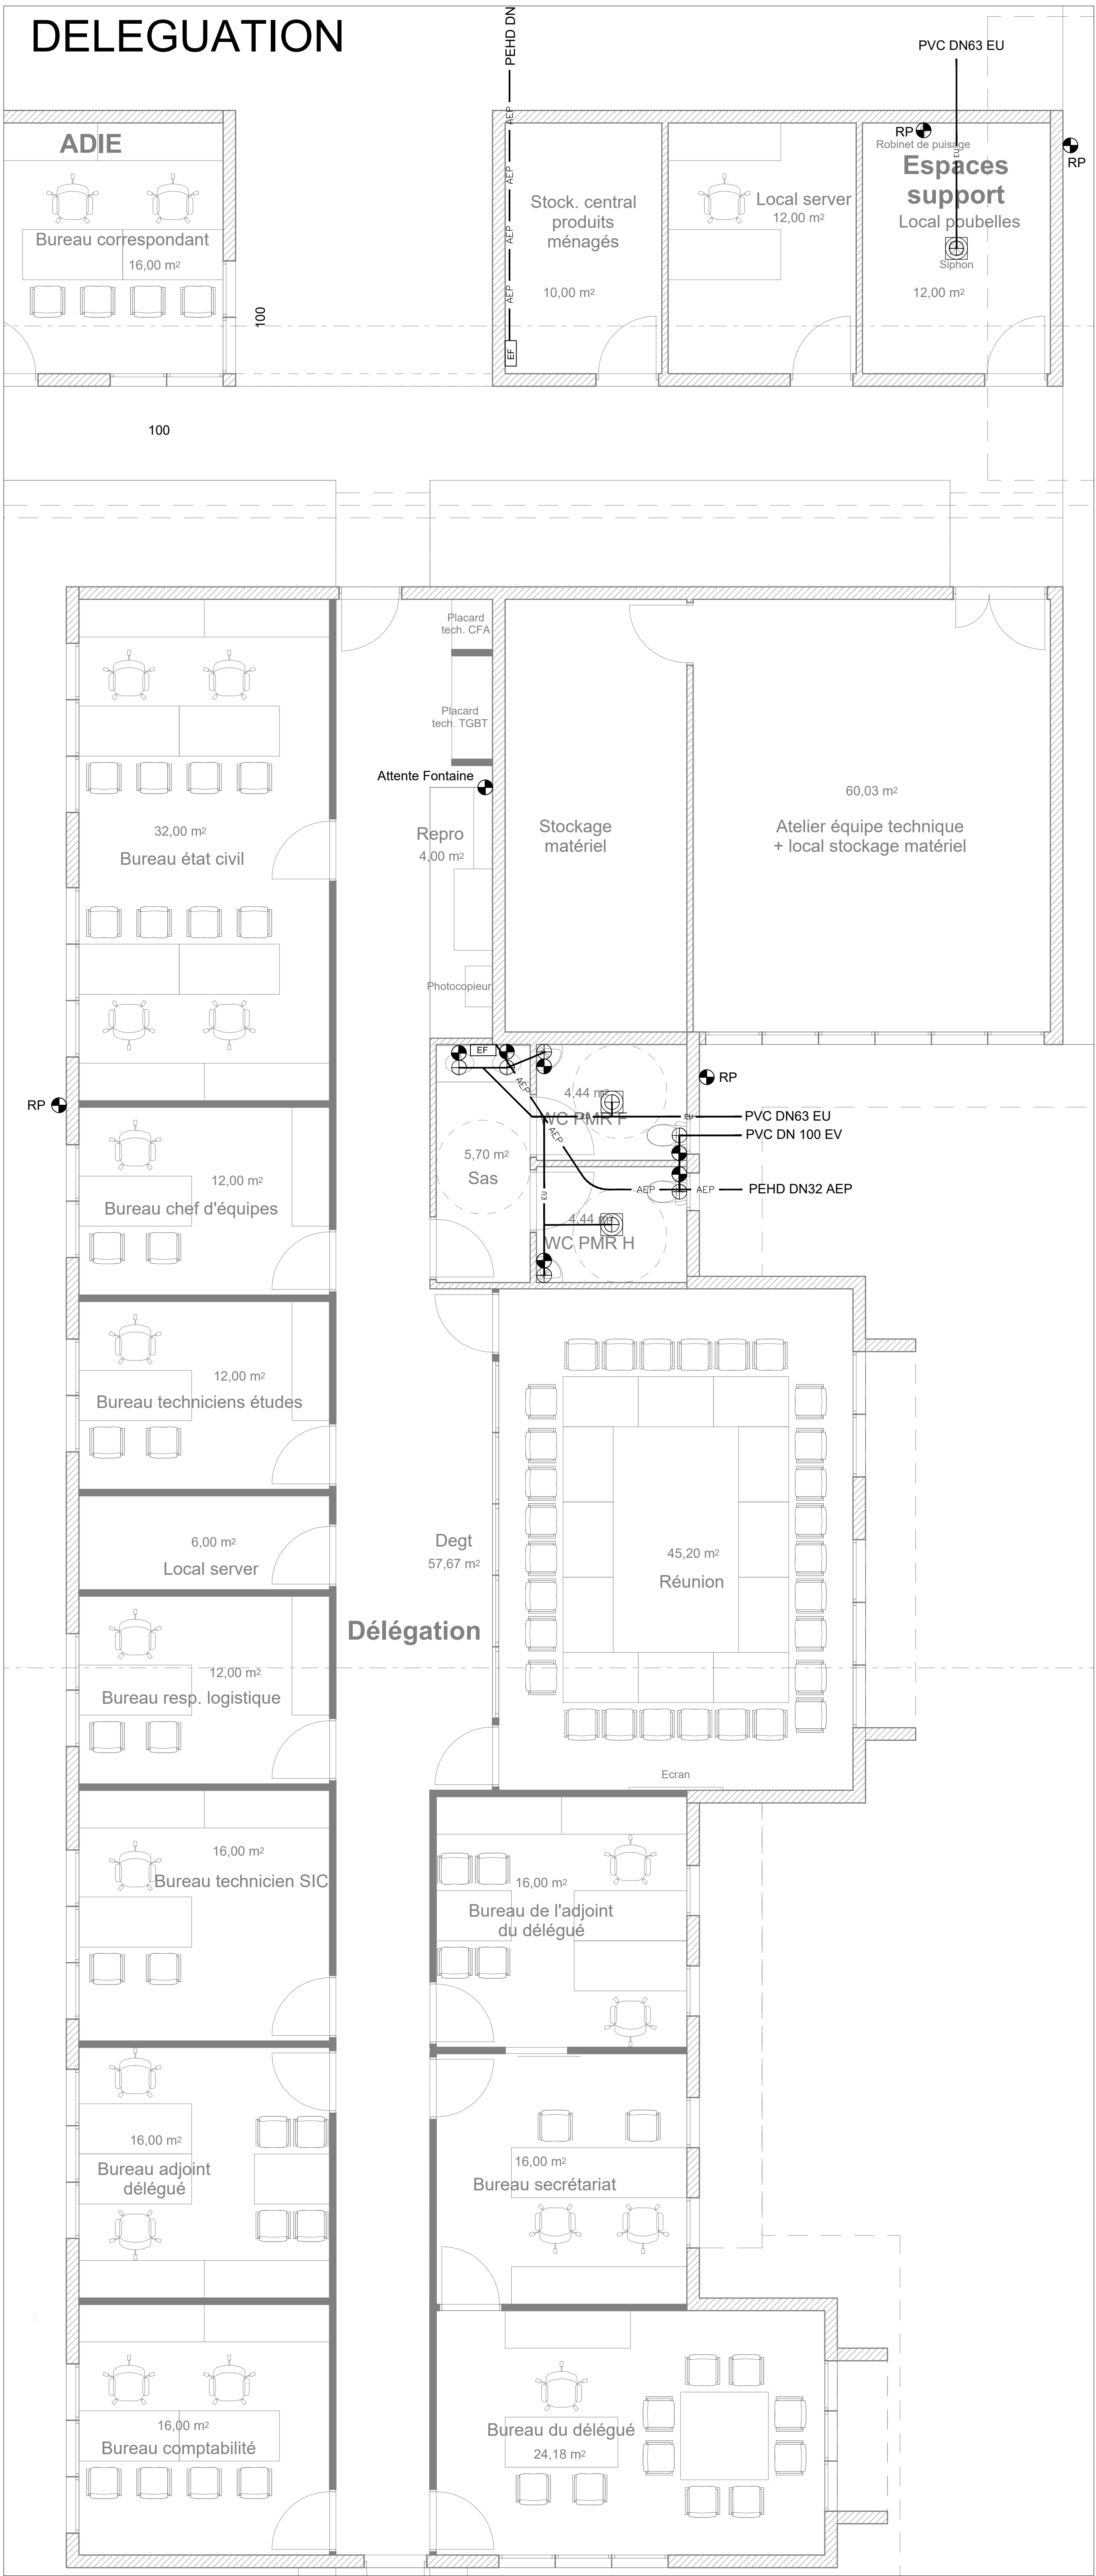 DELEGUATION
PEHD DN
PVC DN63 EU
ADIE
Bureau correspondant
16,00 m²
100
100
AEP
AEP
AEP
AEP
AEP
EF
Stock. central
produits
ménagés
10,00 m²
Local server
12,00 m²
RP
Robinet de puisage
EU
Espaces
support
Local poubelles
Siphon
12,00 m²
RP
Placard
tech. CFA
Placard
tech. TGBT
Attente Fontaine
Repro
4,00 m²
Photocopieur
32,00 m²
Bureau état civil
Stockage
matériel
60,03 m²
Atelier équipe technique
+ local stockage matériel
EF
AEP
AEP
4,44 m²
WC PMR F
EU
EU
RP
PVC DN63 EU
PVC DN 100 EV
AEP
AEP
PEHD DN32 AEP
RP
5,70 m²
Sas
EU
4,44 m²
WC PMR H
12,00 m²
Bureau chef d'équipes
12,00 m²
Bureau techniciens études
6,00 m²
Local server
Degt
57,67 m²
45,20 m²
Réunion
Délégation
12,00 m²
Bureau resp. logistique
Ecran
16,00 m²
Bureau technicien SIC
16,00 m²
Bureau de l'adjoint
du délégué
16,00 m²
Bureau adjoint
délégué
16,00 m²
Bureau secrétariat
16,00 m²
Bureau comptabilité
Bureau du délégué
24,18 m²